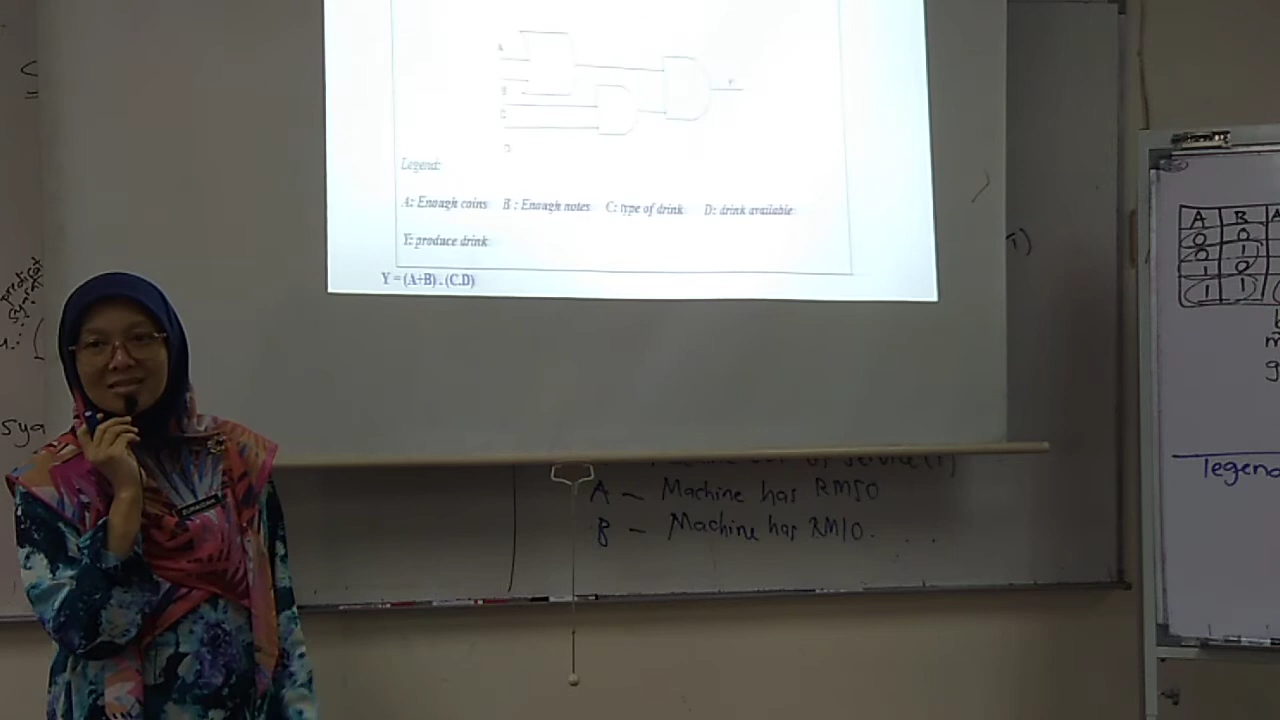 A
B
C
D
Y
Legend:
A: Enough coins B : Enough notes C: type of drink D: drink available
Y: produce drink
Y = (A+B) . (C.D)
A - Machine has RM50
B - Machine has RM10. . .
A B
0 0
0 1
1 0
1 1
legend
sya